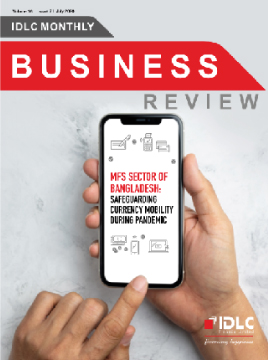 IDLC MONTHLY
BUSINESS
REVIEW
MFS SECTOR OF
BANGLADESH:
SAFEGUARDING
CURRENCY MOBILITY
DURING PANDEMIC
IDLC